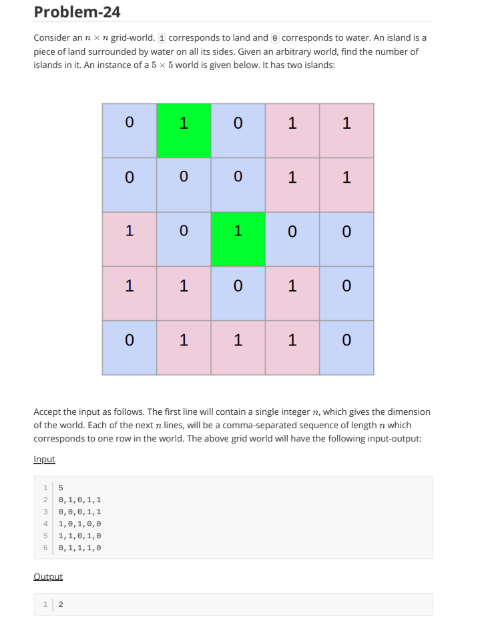 Problem-24
Consider an n × n grid-world. 1 corresponds to land and 0 corresponds to water. An island is a
piece of land surrounded by water on all its sides. Given an arbitrary world, find the number of
islands in it. An instance of a 5 × 5 world is given below. It has two islands:
0 1 0 1 1
0 0 0 1 1
1 0 1 0 0
1 1 0 1 0
0 1 1 1 0
Accept the input as follows. The first line will contain a single integer n, which gives the dimension
of the world. Each of the next n lines, will be a comma-separated sequence of length n which
corresponds to one row in the world. The above grid world will have the following input-output:
Input
1 5
2 0,1,0,1,1
3 0,0,0,1,1
4 1,0,1,0,0
5 1,1,0,1,0
6 0,1,1,1,0
Output
1 2